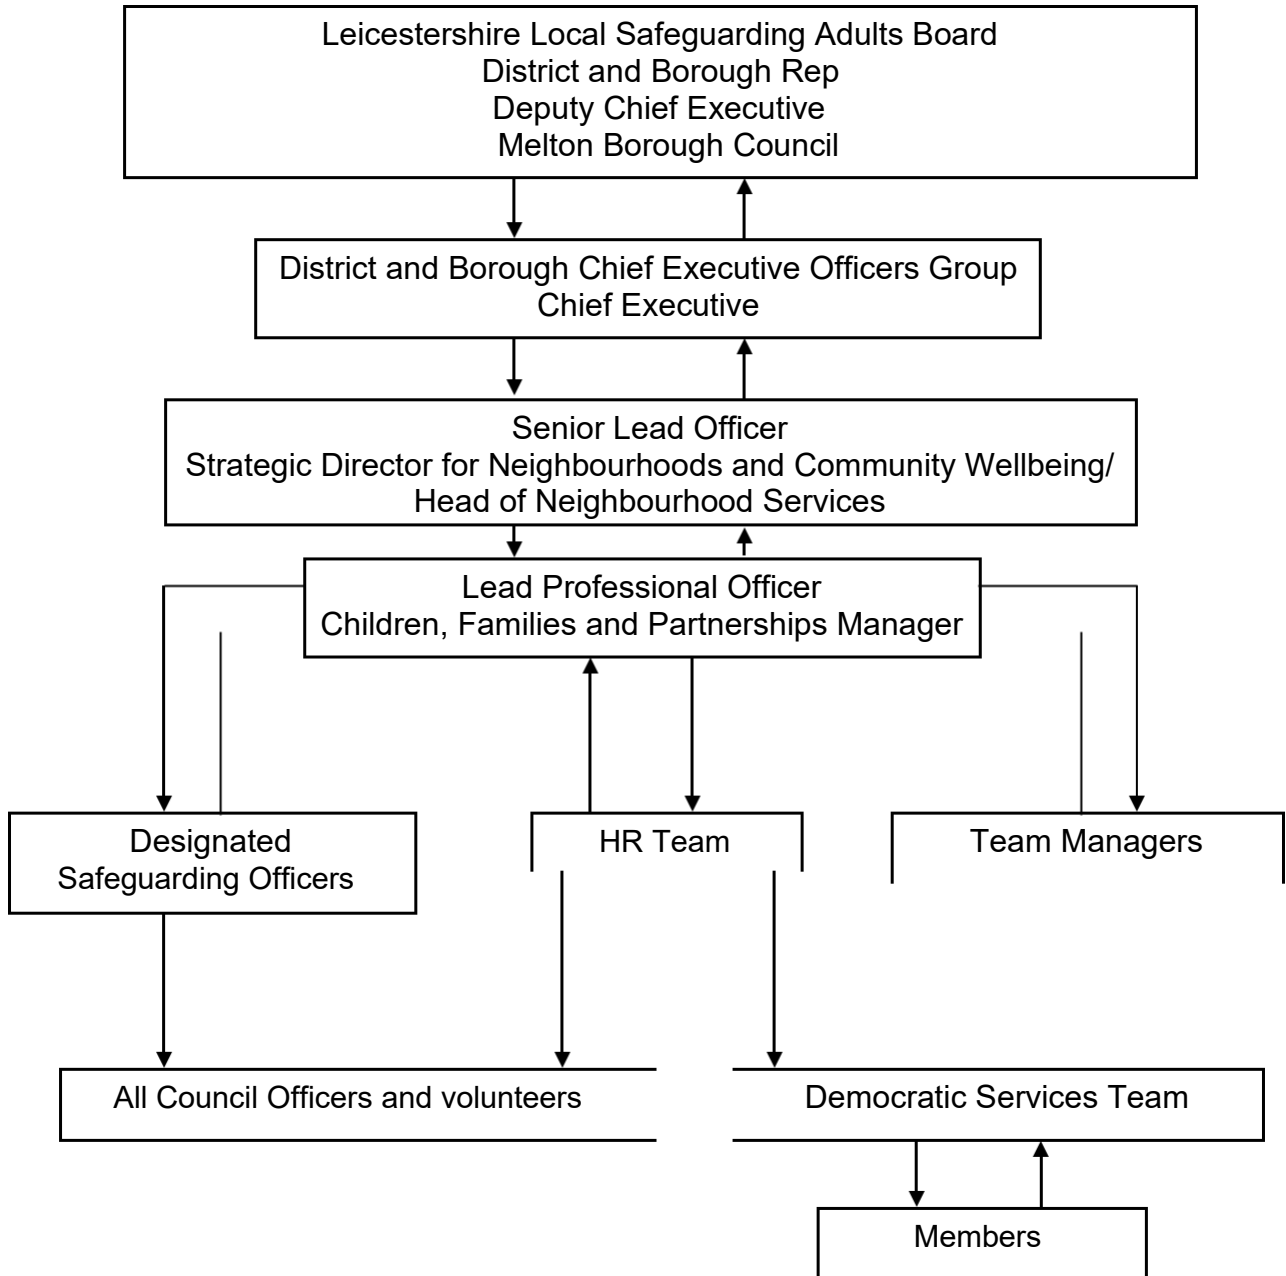 Leicestershire Local Safeguarding Adults Board
District and Borough Rep
Deputy Chief Executive
Melton Borough Council
District and Borough Chief Executive Officers Group
Chief Executive
Senior Lead Officer
Strategic Director for Neighbourhoods and Community Wellbeing/
Head of Neighbourhood Services
Lead Professional Officer
Children, Families and Partnerships Manager
Designated
Safeguarding Officers
HR Team
Team Managers
All Council Officers and volunteers
Democratic Services Team
Members